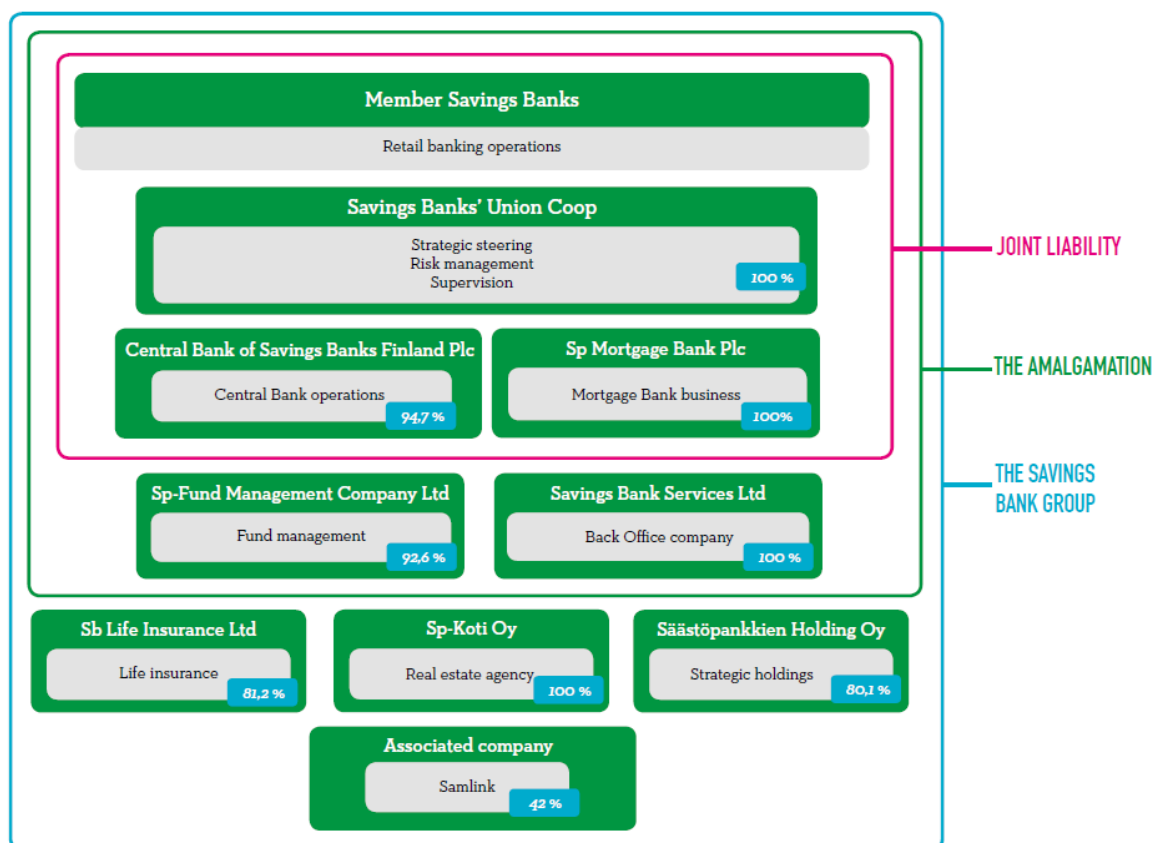 Member Savings Banks
Retail banking operations
Savings Banks' Union Coop
Strategic steering
Risk management
Supervision
100 %
JOINT LIABILITY
Central Bank of Savings Banks Finland Plc
Central Bank operations
94,7 %
Sp Mortgage Bank Plc
Mortgage Bank business
100%
THE AMALGAMATION
Sp-Fund Management Company Ltd
Fund management
92,6 %
Savings Bank Services Ltd
Back Office company
100 %
THE SAVINGS
BANK GROUP
Sb Life Insurance Ltd
Life insurance
81,2 %
Sp-Koti Oy
Real estate agency
100 %
Säästöpankkien Holding Oy
Strategic holdings
80,1 %
Associated company
Samlink
42 %